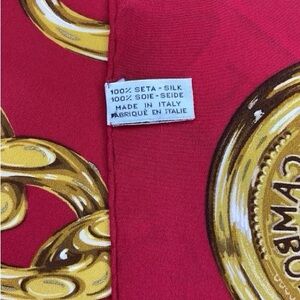 100% SETA - SILK
100% SOIE - SEIDE
MADE IN ITALY
FABRIQUÉ EN ITALIE
CAMBO